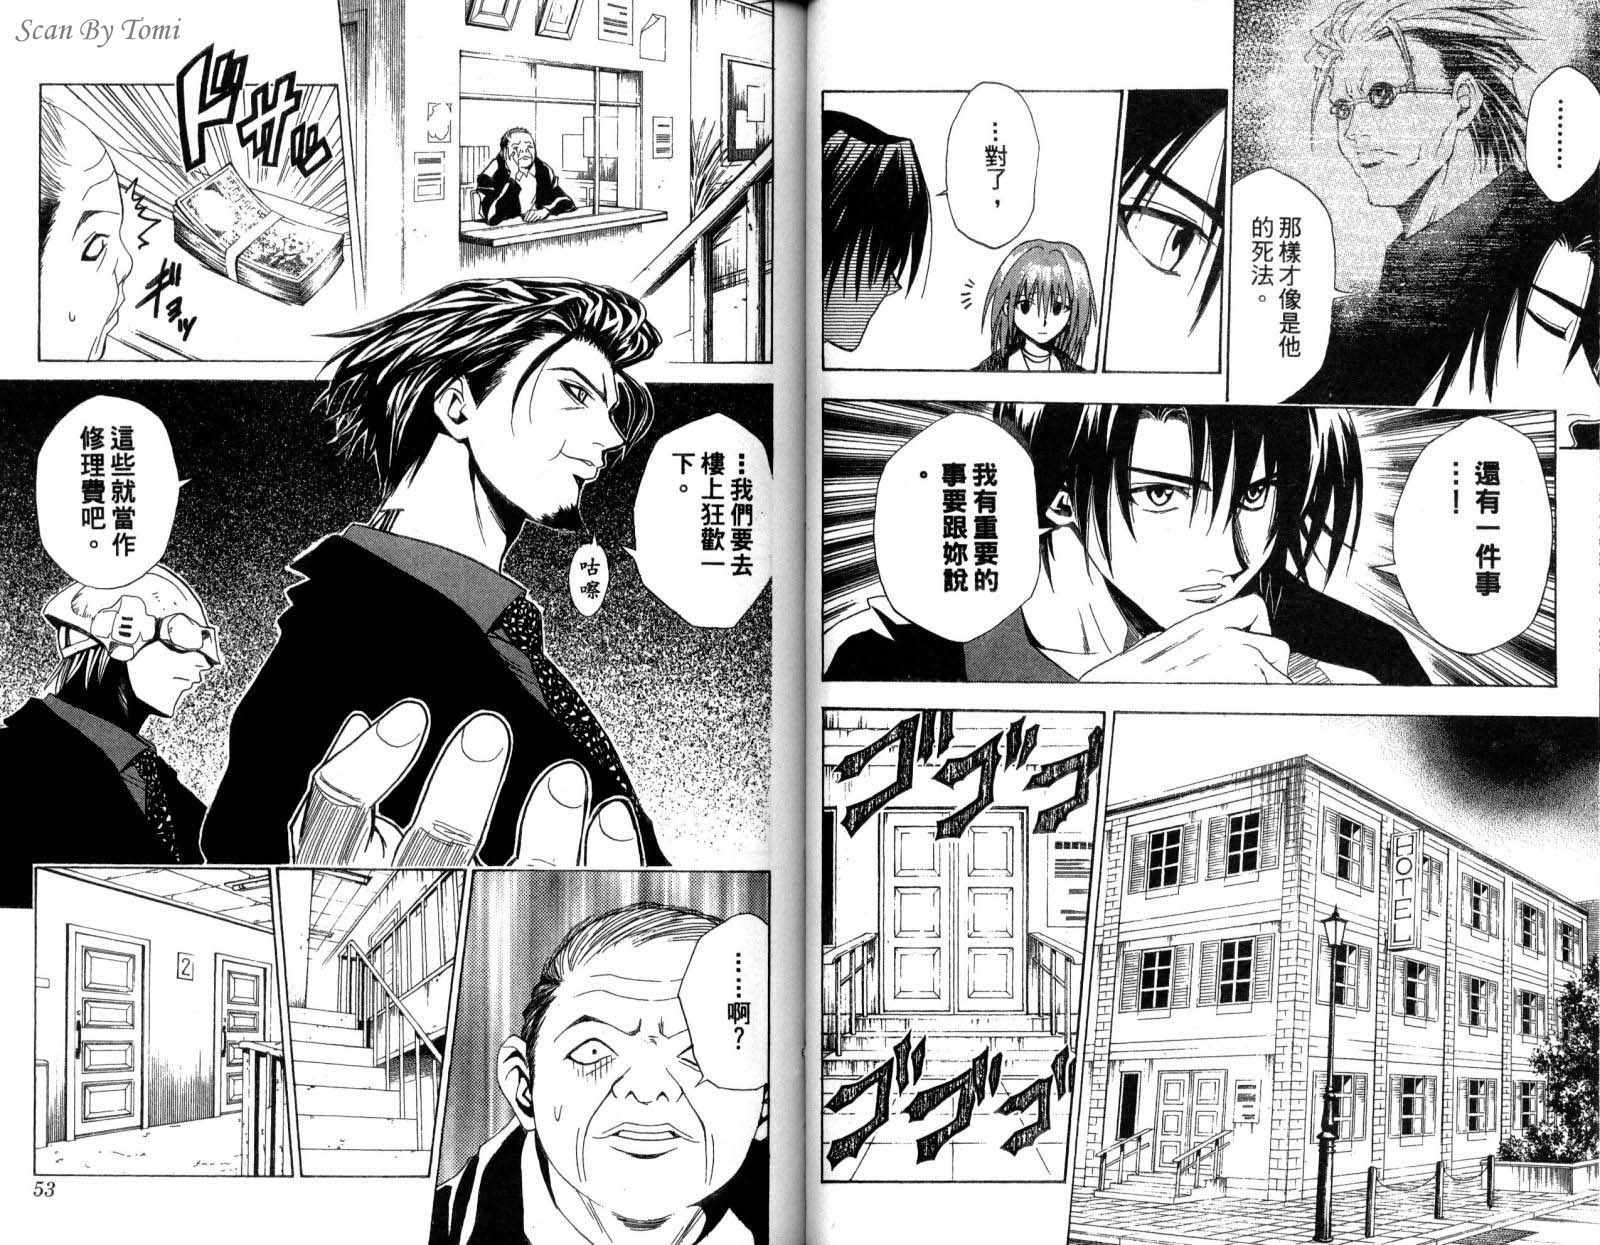 Scan By Tomi
………
那樣才像是他
的死法。
…對了，
還有一件事
…！
我有重要的
事要跟妳說
。
HOTEL
ゴゴゴ
ゴゴゴ
ドサッ
ギョッ
…我們要去
樓上狂歡一
下。
咕嚓
這些就當作
修理費吧。
……啊？
2
53